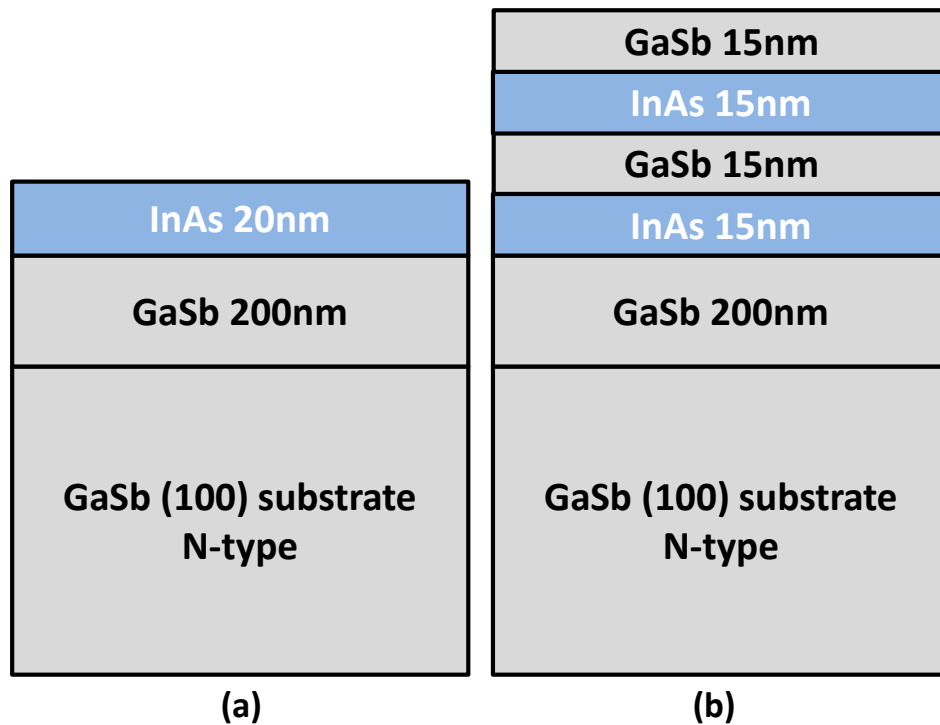 InAs 20nm
GaSb 200nm
GaSb (100) substrate
N-type
(a)
GaSb 15nm
InAs 15nm
GaSb 15nm
InAs 15nm
GaSb 200nm
GaSb (100) substrate
N-type
(b)